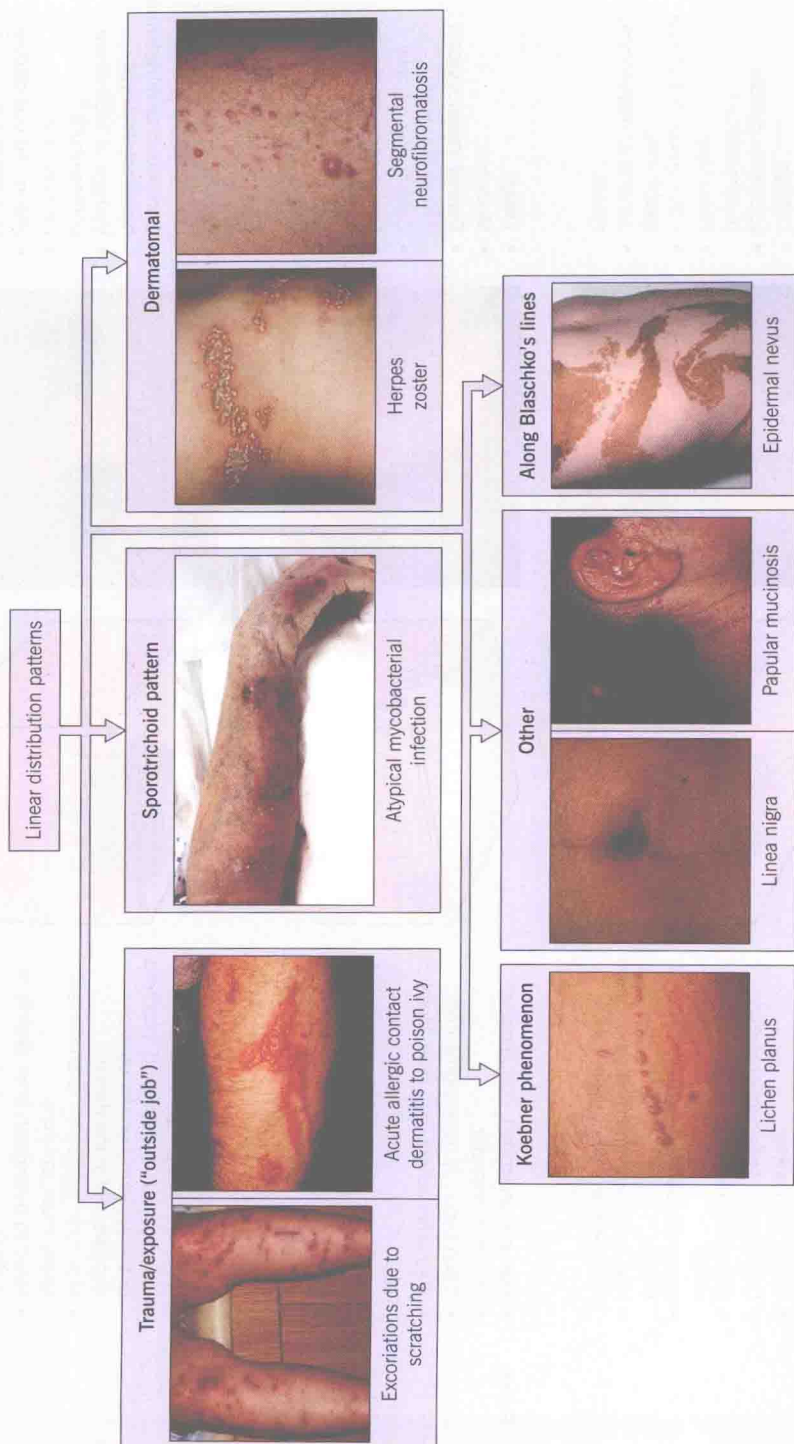 Linear distribution patterns
Trauma/exposure ("outside job")
Excoriations due to
scratching
Acute allergic contact
dermatitis to poison ivy
Sporotrichoid pattern
Atypical mycobacterial
infection
Dermatomal
Herpes
zoster
Segmental
neurofibromatosis
Koebner phenomenon
Lichen planus
Other
Linea nigra
Papular mucinosis
Along Blaschko's lines
Epidermal nevus